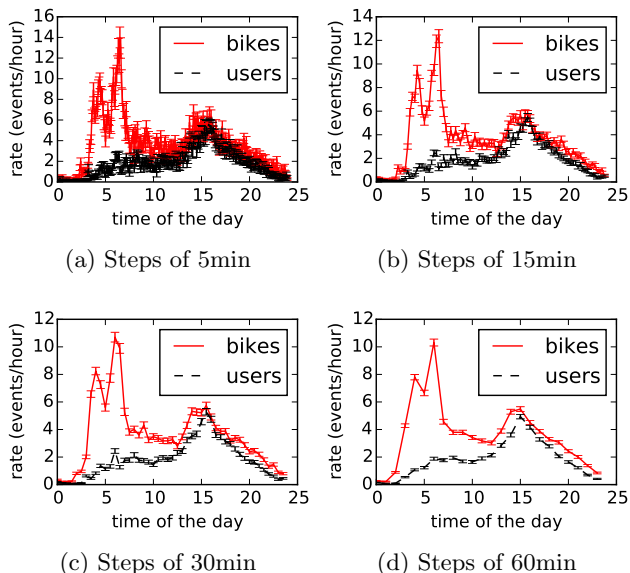 16
14
12
10
8
6
4
2
0
rate (events/hour)
bikes
users
0 5 10 15 20 25
time of the day
(a) Steps of 5min
14
12
10
8
6
4
2
0
rate (events/hour)
bikes
users
0 5 10 15 20 25
time of the day
(b) Steps of 15min
12
10
8
6
4
2
0
rate (events/hour)
bikes
users
0 5 10 15 20 25
time of the day
(c) Steps of 30min
12
10
8
6
4
2
0
rate (events/hour)
bikes
users
0 5 10 15 20 25
time of the day
(d) Steps of 60min